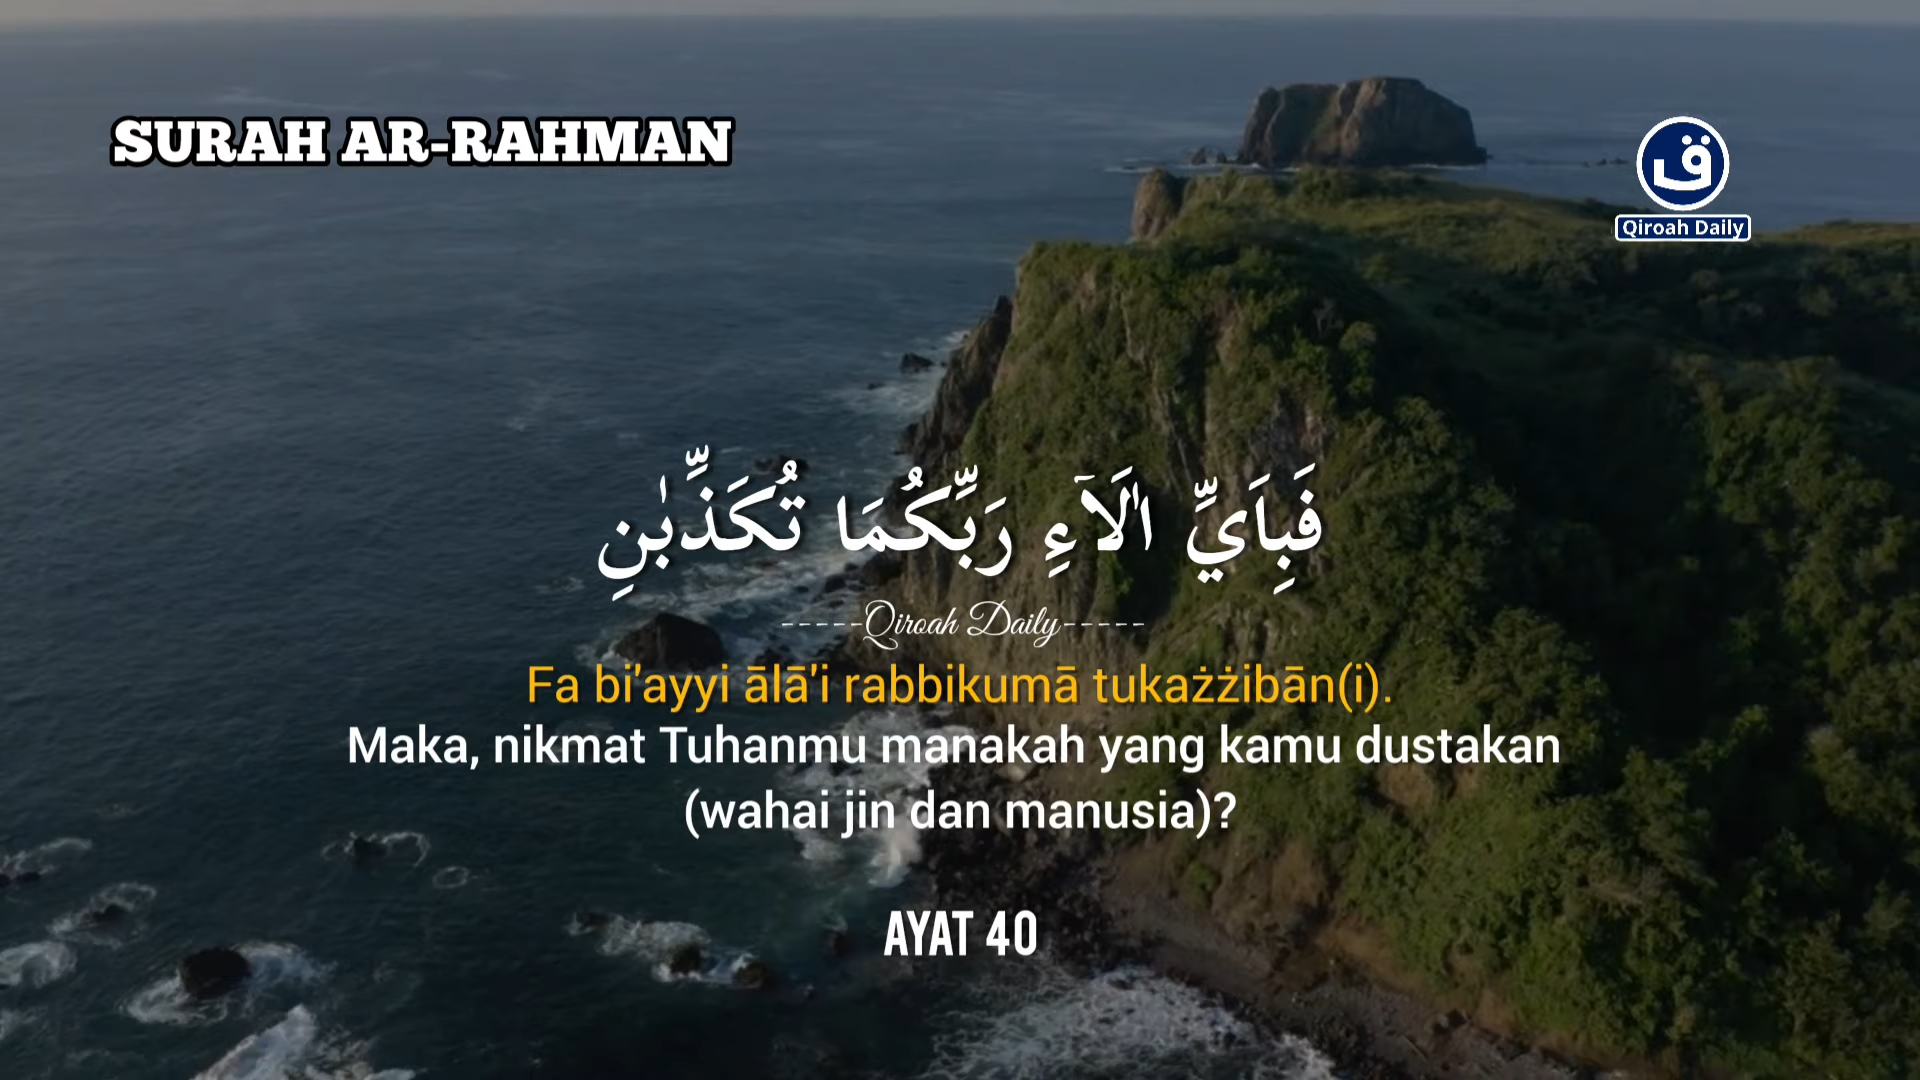 SURAH AR-RAHMAN
ق
Qiroah Daily
فَبِاَيِّ اٰلَاۤءِ رَبِّكُمَا تُكَذِّبٰنِ
-----Qiroah Daily-----
Fa bi'ayyi ālā'i rabbikumā tukażżibān(i).
Maka, nikmat Tuhanmu manakah yang kamu dustakan
(wahai jin dan manusia)?
AYAT 40